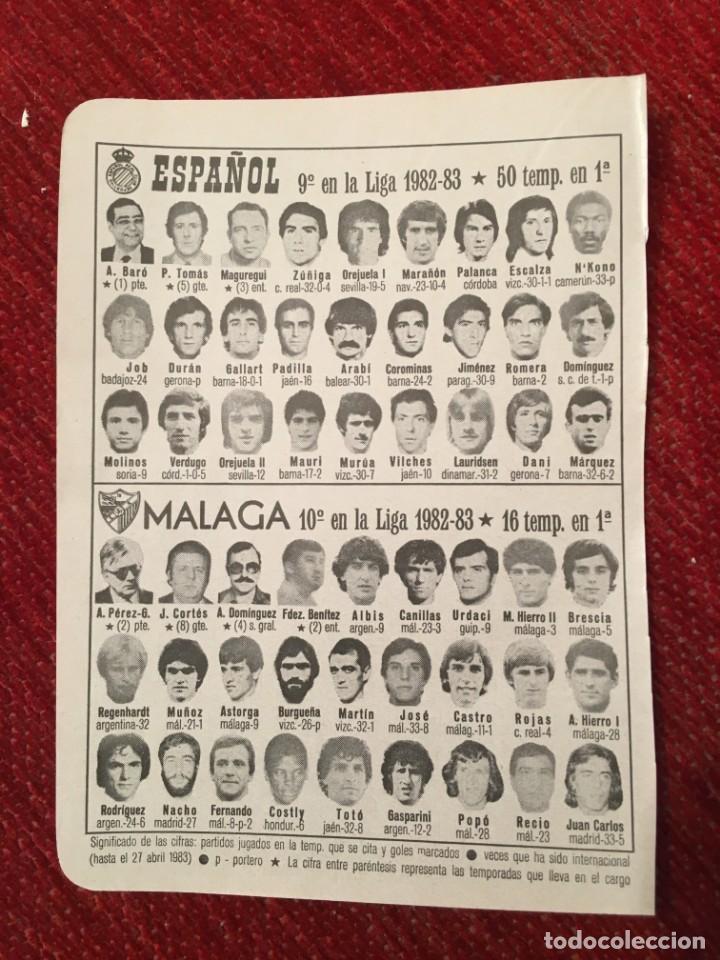 ESPAÑOL 9º en la Liga 1982-83 ★ 50 temp. en 1ª
A. Baró P. Tomás Maguregui Zúñiga Orejuela I Marañón Palanca Escalza N'Kono
★ (1) pte. ★ (5) gte. ★ (3) ent. c. real-32-0-4 sevilla-19-5 nav.-23-10-4 córdoba vizc.-30-1-1 camerún-33-p
Job Durán Gallart Padilla Arabí Corominas Jiménez Romera Domínguez
badajoz-24 gerona-p barna-18-0-1 jaén-16 balear-30-1 barna-24-2 parag.-30-9 barna-2 s. c. de t.-1-p
Molinos Verdugo Orejuela II Mauri Murúa Vilches Lauridsen Dani Márquez
soria-9 córd.-1-0-5 sevilla-12 barna-17-2 vizc.-30-7 jaén-10 dinamar.-31-2 gerona-7 barna-32-6-2
MALAGA 10º en la Liga 1982-83 ★ 16 temp. en 1ª
A. Pérez-G. J. Cortés A. Domínguez Fdez. Benítez Albis Canillas Urdaci M. Hierro II Brescia
★ (2) pte. ★ (8) gte. ★ (4) s. gral. ★ (2) ent. argen.-9 mál.-23-3 guip.-9 málaga-3 málaga-5
Regenhardt Muñoz Astorga Burgueña Martín José Castro Rojas A. Hierro I
argentina-32 mál.-21-1 málaga-9 vizc.-26-p vizc.-32-1 mál.-33-8 málag.-11-1 c. real-4 málaga-28
Rodríguez Nacho Fernando Costly Totó Gasparini Popó Recio Juan Carlos
argen.-24-6 madrid-27 mál.-8-p-2 hondur.-6 jaén-32-8 argen.-12-2 mál.-28 mál.-23 madrid-33-5
Significado de las cifras: partidos jugados en la temp. que se cita y goles marcados ● veces que ha sido internacional
(hasta el 27 abril 1983) ● p - portero ★ La cifra entre paréntesis representa las temporadas que lleva en el cargo
todocoleccion